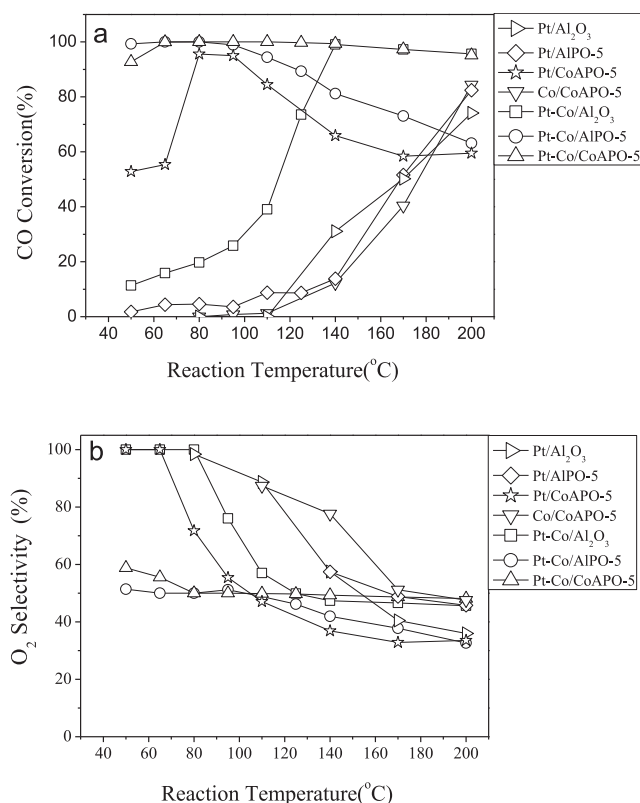 a
CO Conversion(%)
100
80
60
40
20
0
40 60 80 100 120 140 160 180 200
Reaction Temperature(°C)
Pt/Al₂O₃
Pt/AlPO-5
Pt/CoAPO-5
Co/CoAPO-5
Pt-Co/Al₂O₃
Pt-Co/AlPO-5
Pt-Co/CoAPO-5
b
O₂ Selectivity (%)
100
80
60
40
20
0
40 60 80 100 120 140 160 180 200
Reaction Temperature(°C)
Pt/Al₂O₃
Pt/AlPO-5
Pt/CoAPO-5
Co/CoAPO-5
Pt-Co/Al₂O₃
Pt-Co/AlPO-5
Pt-Co/CoAPO-5